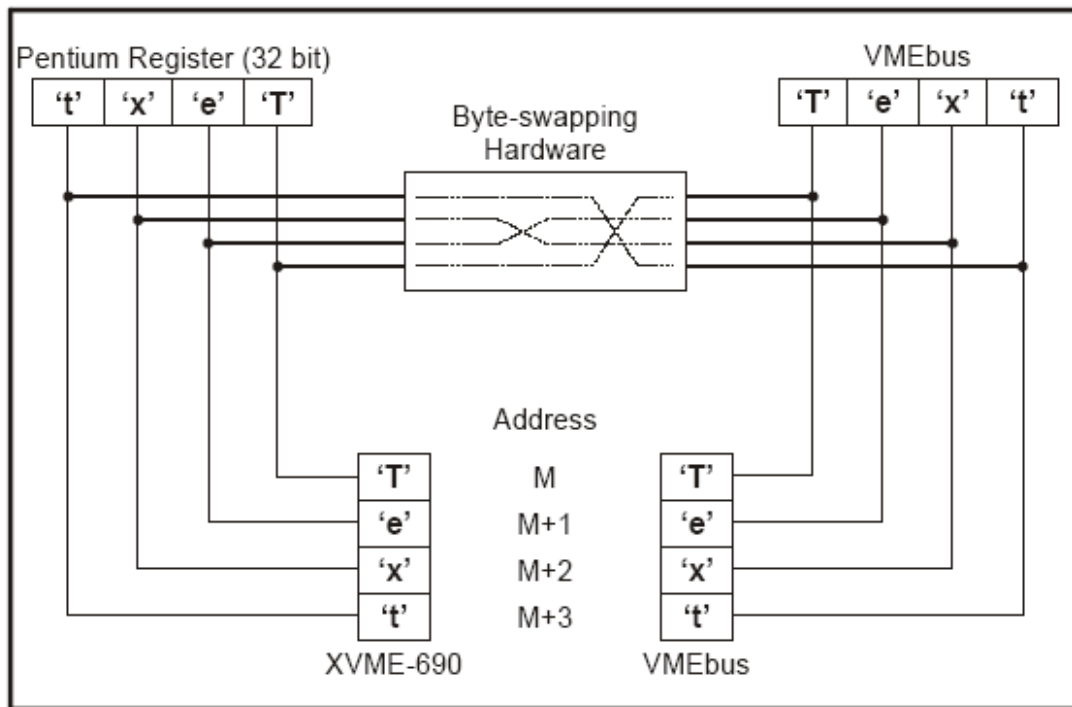 Pentium Register (32 bit)
VMEbus
‘t’ ‘x’ ‘e’ ‘T’
‘T’ ‘e’ ‘x’ ‘t’
Byte-swapping
Hardware
Address
‘T’ M ‘T’
‘e’ M+1 ‘e’
‘x’ M+2 ‘x’
‘t’ M+3 ‘t’
XVME-690 VMEbus